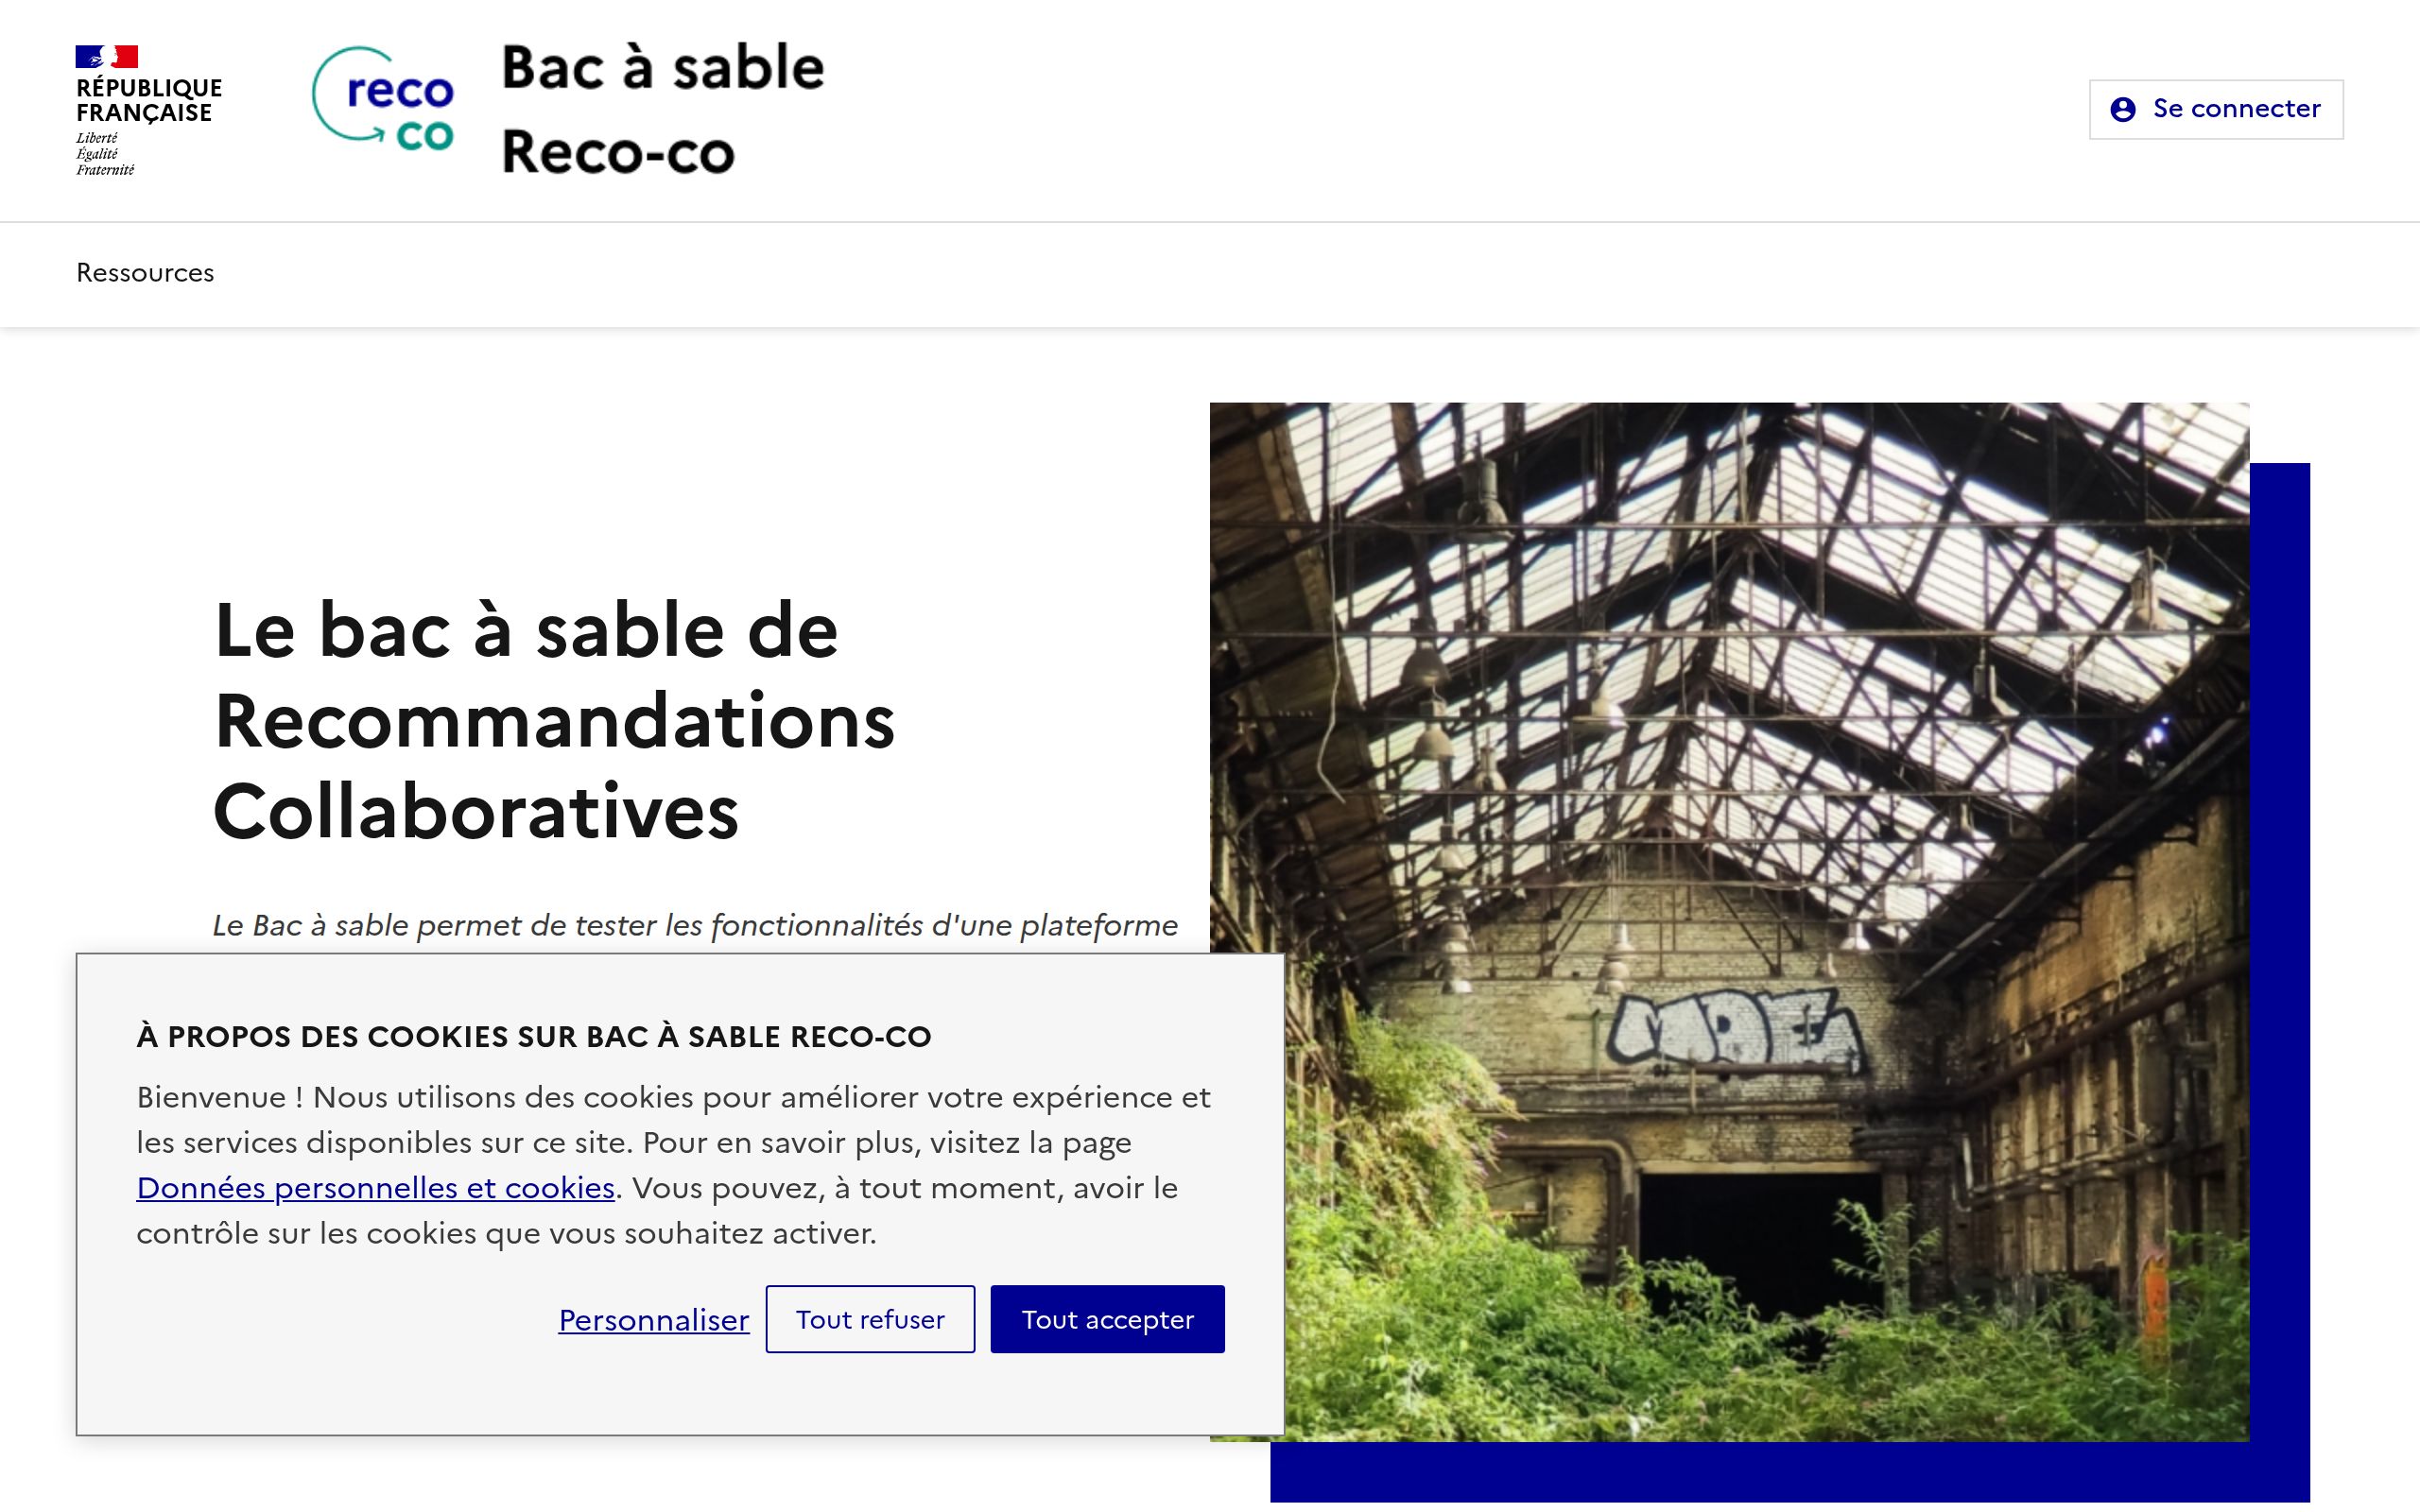 RÉPUBLIQUE
FRANÇAISE
Liberté
Égalité
Fraternité
reco
co
Bac à sable
Reco-co
Se connecter
Ressources
Le bac à sable de
Recommandations
Collaboratives
Le Bac à sable permet de tester les fonctionnalités d'une plateforme
MDE
À PROPOS DES COOKIES SUR BAC À SABLE RECO-CO
Bienvenue ! Nous utilisons des cookies pour améliorer votre expérience et
les services disponibles sur ce site. Pour en savoir plus, visitez la page
Données personnelles et cookies. Vous pouvez, à tout moment, avoir le
contrôle sur les cookies que vous souhaitez activer.
Personnaliser
Tout refuser
Tout accepter